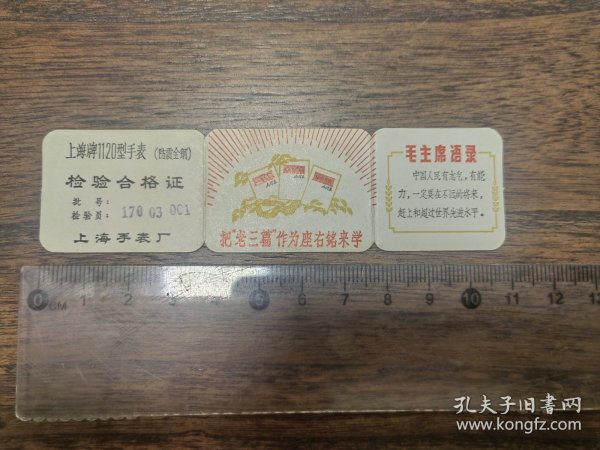 上海牌1120型手表 (防震全钢)
检验合格证
批号:
检验员: 170 03 001
上海手表厂
把"老三篇"作为座右铭来学
毛主席语录
中国人民有志气,有能
力,一定要在不远的将来,
赶上和超过世界先进水平。
0 1 2 3 4 5 6 7 8 9 10 11 12 13
CM
孔夫子旧书网
www.kongfz.com